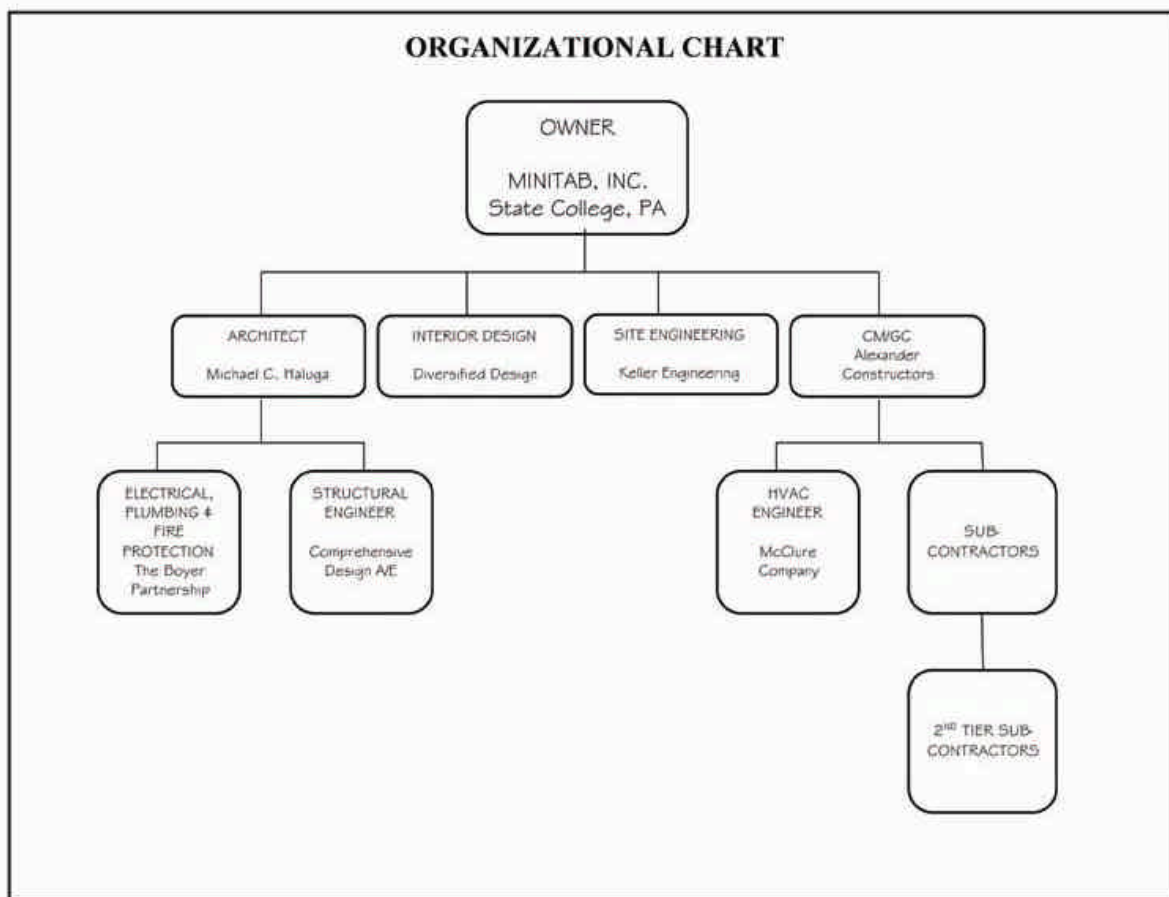 ORGANIZATIONAL CHART
OWNER
MINITAB, INC.
State College, PA
ARCHITECT
Michael C. Haluga
INTERIOR DESIGN
Diversified Design
SITE ENGINEERING
Keller Engineering
CM/GC
Alexander
Constructors
ELECTRICAL,
PLUMBING &
FIRE
PROTECTION
The Boyer
Partnership
STRUCTURAL
ENGINEER
Comprehensive
Design A/E
HVAC
ENGINEER
McClure
Company
SUB-
CONTRACTORS
2ND TIER SUB-
CONTRACTORS